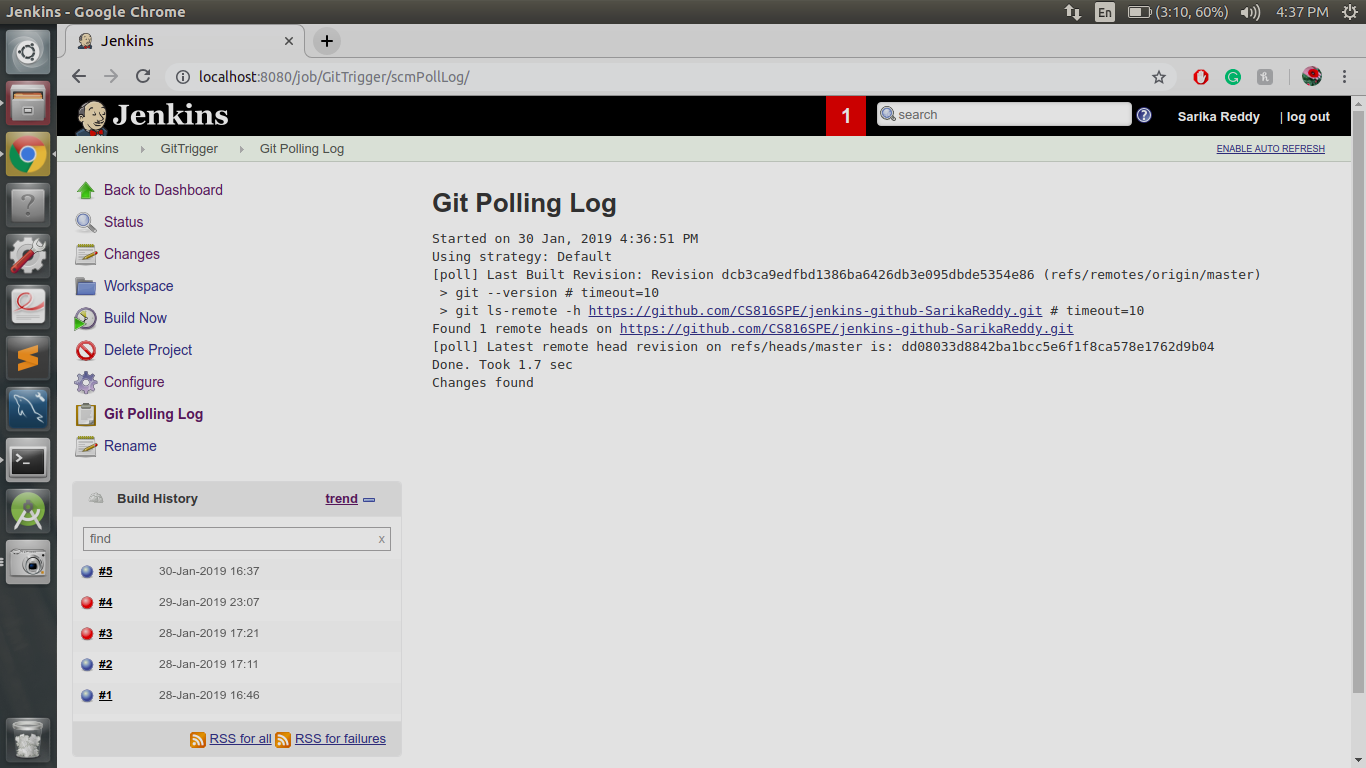 Jenkins - Google Chrome
En (3:10, 60%) 4:37 PM
Jenkins
localhost:8080/job/GitTrigger/scmPollLog/
Jenkins
1
search
Sarika Reddy
| log out
Jenkins GitTrigger Git Polling Log
ENABLE AUTO REFRESH
Back to Dashboard
Status
Changes
Workspace
Build Now
Delete Project
Configure
Git Polling Log
Rename
Build History
trend
find x
#5 30-Jan-2019 16:37
#4 29-Jan-2019 23:07
#3 28-Jan-2019 17:21
#2 28-Jan-2019 17:11
#1 28-Jan-2019 16:46
RSS for all RSS for failures
Git Polling Log
Started on 30 Jan, 2019 4:36:51 PM
Using strategy: Default
[poll] Last Built Revision: Revision dcb3ca9edfbd1386ba6426db3e095dbde5354e86 (refs/remotes/origin/master)
> git --version # timeout=10
> git ls-remote -h https://github.com/CS816SPE/jenkins-github-SarikaReddy.git # timeout=10
Found 1 remote heads on https://github.com/CS816SPE/jenkins-github-SarikaReddy.git
[poll] Latest remote head revision on refs/heads/master is: dd08033d8842ba1bcc5e6f1f8ca578e1762d9b04
Done. Took 1.7 sec
Changes found